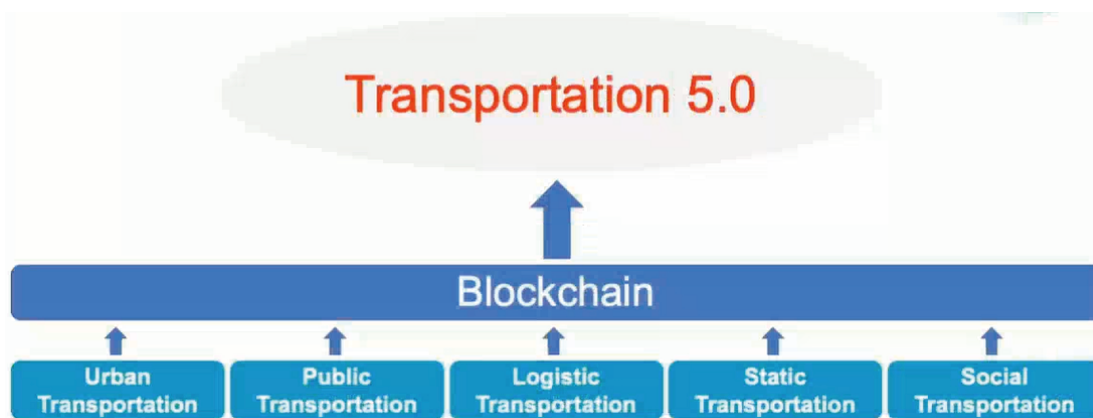 Transportation 5.0
Blockchain
Urban
Transportation
Public
Transportation
Logistic
Transportation
Static
Transportation
Social
Transportation